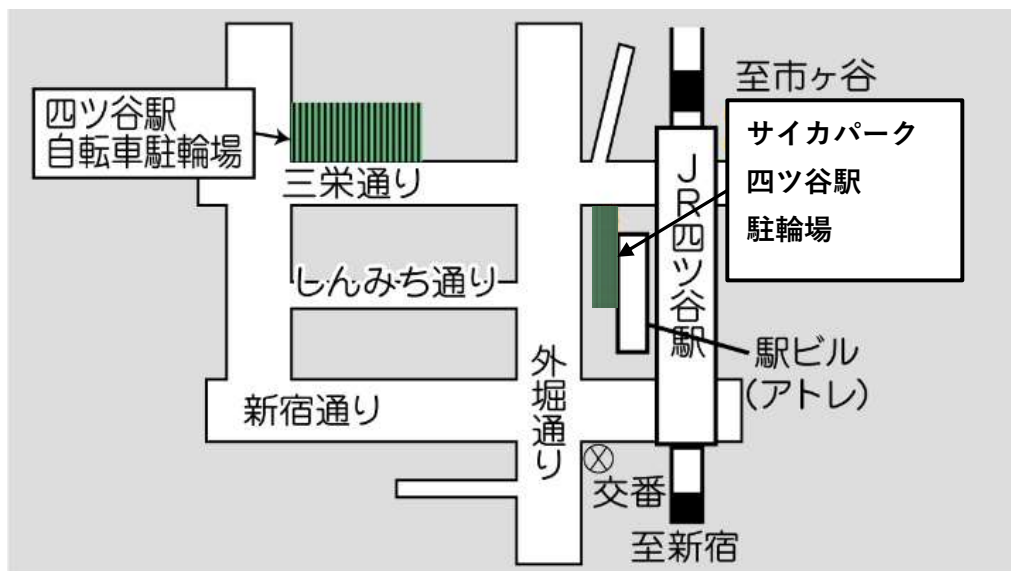 至市ヶ谷
四ツ谷駅
自転車駐輪場
サイカパーク
四ツ谷駅
駐輪場
三栄通り
JR四ツ谷駅
しんみち通り
外堀通り
駅ビル
(アトレ)
新宿通り
交番
至新宿